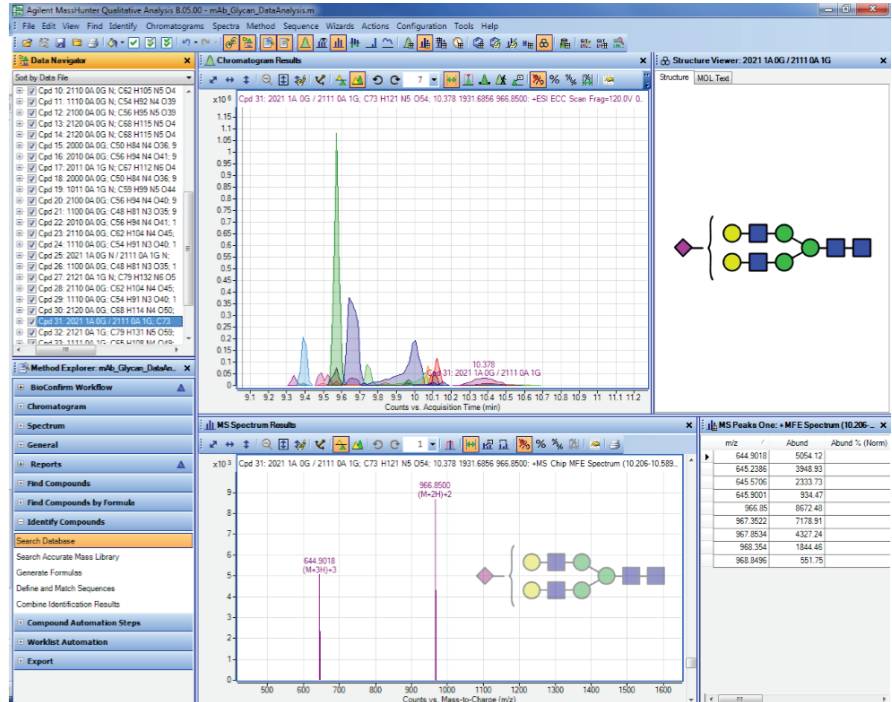 Agilent MassHunter Qualitative Analysis B.05.00 - mAb_Glycan_DataAnalysis.m
File Edit View Find Identify Chromatograms Spectra Method Sequence Wizards Actions Configuration Tools Help
Data Navigator
Sort by Data File
Cpd 10: 2110 0A 0G N; C62 H105 N5 O4
Cpd 11: 1110 0A 0G N; C54 H92 N4 O39
Cpd 12: 2100 0A 0G N; C56 H95 N5 O39
Cpd 13: 2120 0A 0G N; C68 H115 N5 O4
Cpd 14: 2120 0A 0G N; C68 H115 N5 O4
Cpd 15: 2000 0A 0G; C50 H84 N4 O36; 9
Cpd 16: 2010 0A 0G; C56 H94 N4 O41; 9
Cpd 17: 2011 0A 1G N; C67 H112 N6 O4
Cpd 18: 2000 0A 0G; C50 H84 N4 O36; 9
Cpd 19: 1011 0A 1G N; C59 H99 N5 O44
Cpd 20: 2100 0A 0G; C56 H94 N4 O40; 9
Cpd 21: 1100 0A 0G; C48 H81 N3 O35; 9
Cpd 22: 2010 0A 0G; C56 H94 N4 O41; 1
Cpd 23: 2110 0A 0G; C62 H104 N4 O45;
Cpd 24: 1110 0A 0G; C54 H91 N3 O40; 1
Cpd 25: 2021 1A 0G N / 2111 0A 1G N;
Cpd 26: 1100 0A 0G; C48 H81 N3 O35; 1
Cpd 27: 2121 0A 1G N; C79 H132 N6 O5
Cpd 28: 2110 0A 0G; C62 H104 N4 O45;
Cpd 29: 1110 0A 0G; C54 H91 N3 O40; 1
Cpd 30: 2120 0A 0G; C68 H114 N4 O50;
Cpd 31: 2021 1A 0G / 2111 0A 1G; C73
Cpd 32: 2121 0A 1G; C79 H131 N5 O59;
Method Explorer: mAb_Glycan_DataAn..
BioConfirm Workflow
Chromatogram
Spectrum
General
Reports
Find Compounds
Find Compounds by Formula
Identify Compounds
Search Database
Search Accurate Mass Library
Generate Formulas
Define and Match Sequences
Combine Identification Results
Compound Automation Steps
Worklist Automation
Export
Chromatogram Results
7
x10 6 Cpd 31: 2021 1A 0G / 2111 0A 1G; C73 H121 N5 O54; 10.378 1931.6856 966.8500: +ESI ECC Scan Frag=120.0V 0.
1.15
1.1
1.05
1
0.95
0.9
0.85
0.8
0.75
0.7
0.65
0.6
0.55
0.5
0.45
0.4
0.35
0.3
0.25
0.2
0.15
0.1
0.05
0
10.378
Cpd 31: 2021 1A 0G / 2111 0A 1G
9.1 9.2 9.3 9.4 9.5 9.6 9.7 9.8 9.9 10 10.1 10.2 10.3 10.4 10.5 10.6 10.7 10.8 10.9 11 11.1 11.2
Counts vs. Acquisition Time (min)
Structure Viewer: 2021 1A 0G / 2111 0A 1G
Structure MOL Text
MS Spectrum Results
1
x10 3 Cpd 31: 2021 1A 0G / 2111 0A 1G; C73 H121 N5 O54; 10.378 1931.6856 966.8500: +MS Chip MFE Spectrum (10.206-10.589...
9
8
7
6
5
4
3
2
1
0
966.8500
(M+2H)+2
644.9018
(M+3H)+3
500 600 700 800 900 1000 1100 1200 1300 1400 1500 1600
Counts vs. Mass-to-Charge (m/z)
MS Peaks One: +MFE Spectrum (10.206-...
m/z Abund Abund % (Norm)
644.9018 5054.12
645.2386 3948.93
645.5706 2333.73
645.9001 934.47
966.85 8672.48
967.3522 7178.91
967.8534 4327.24
968.354 1844.46
968.8496 551.75